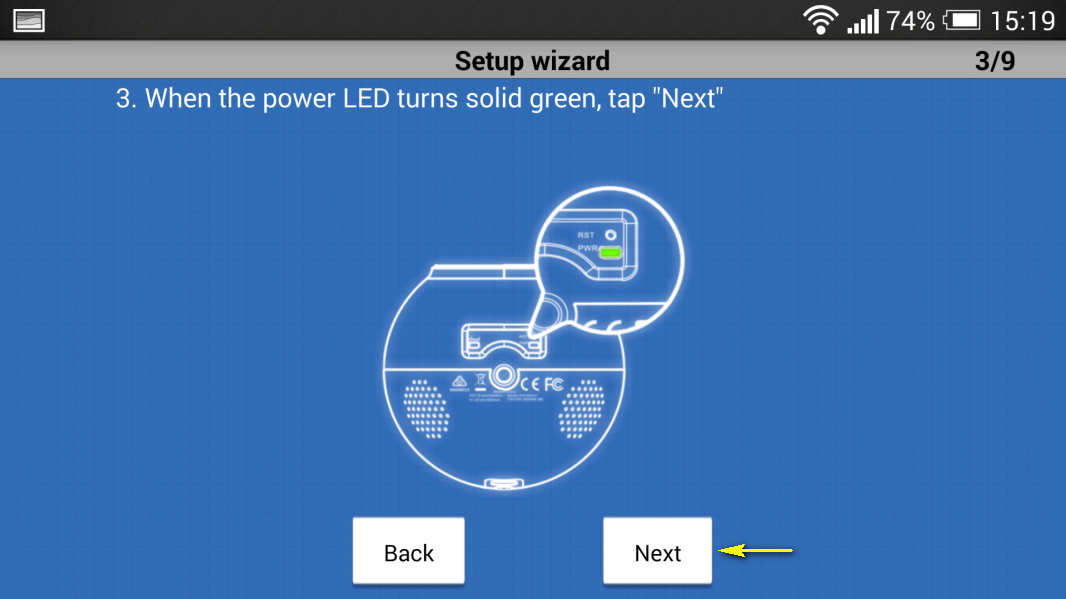 74% 15:19
Setup wizard 3/9
3. When the power LED turns solid green, tap "Next"
RST
PWR
CE FC
Back Next